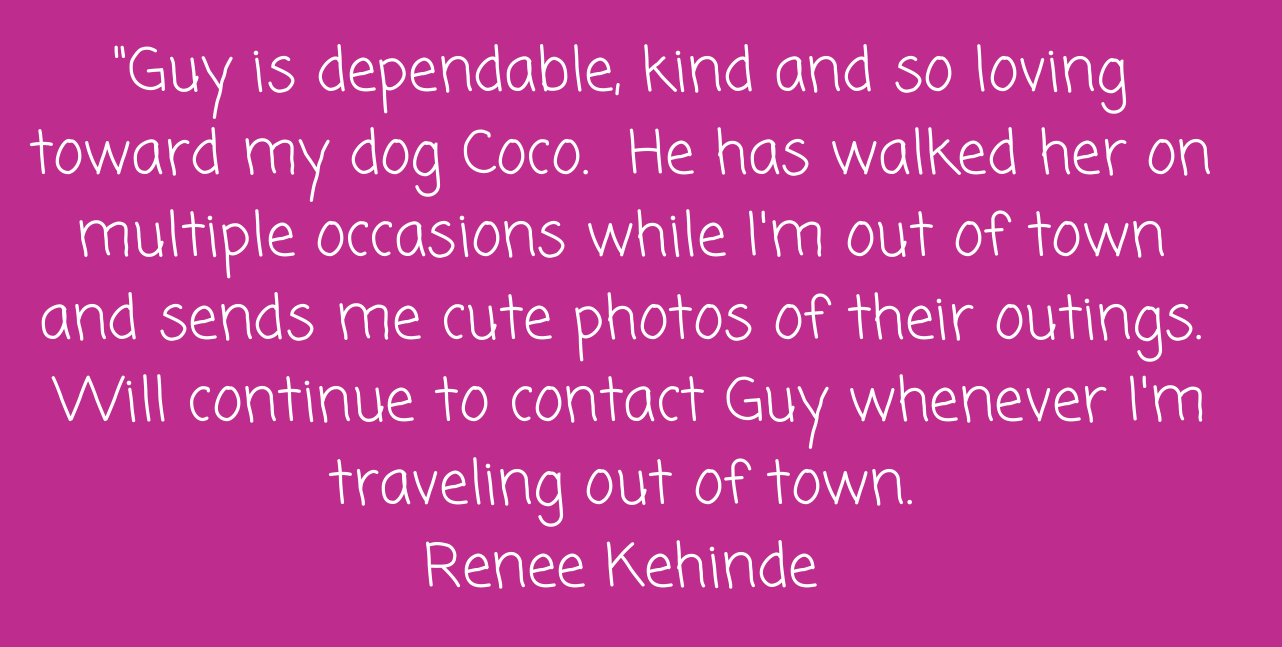 "Guy is dependable, kind and so loving
toward my dog Coco.  He has walked her on
multiple occasions while I'm out of town
and sends me cute photos of their outings.
Will continue to contact Guy whenever I'm
traveling out of town.
Renee Kehinde